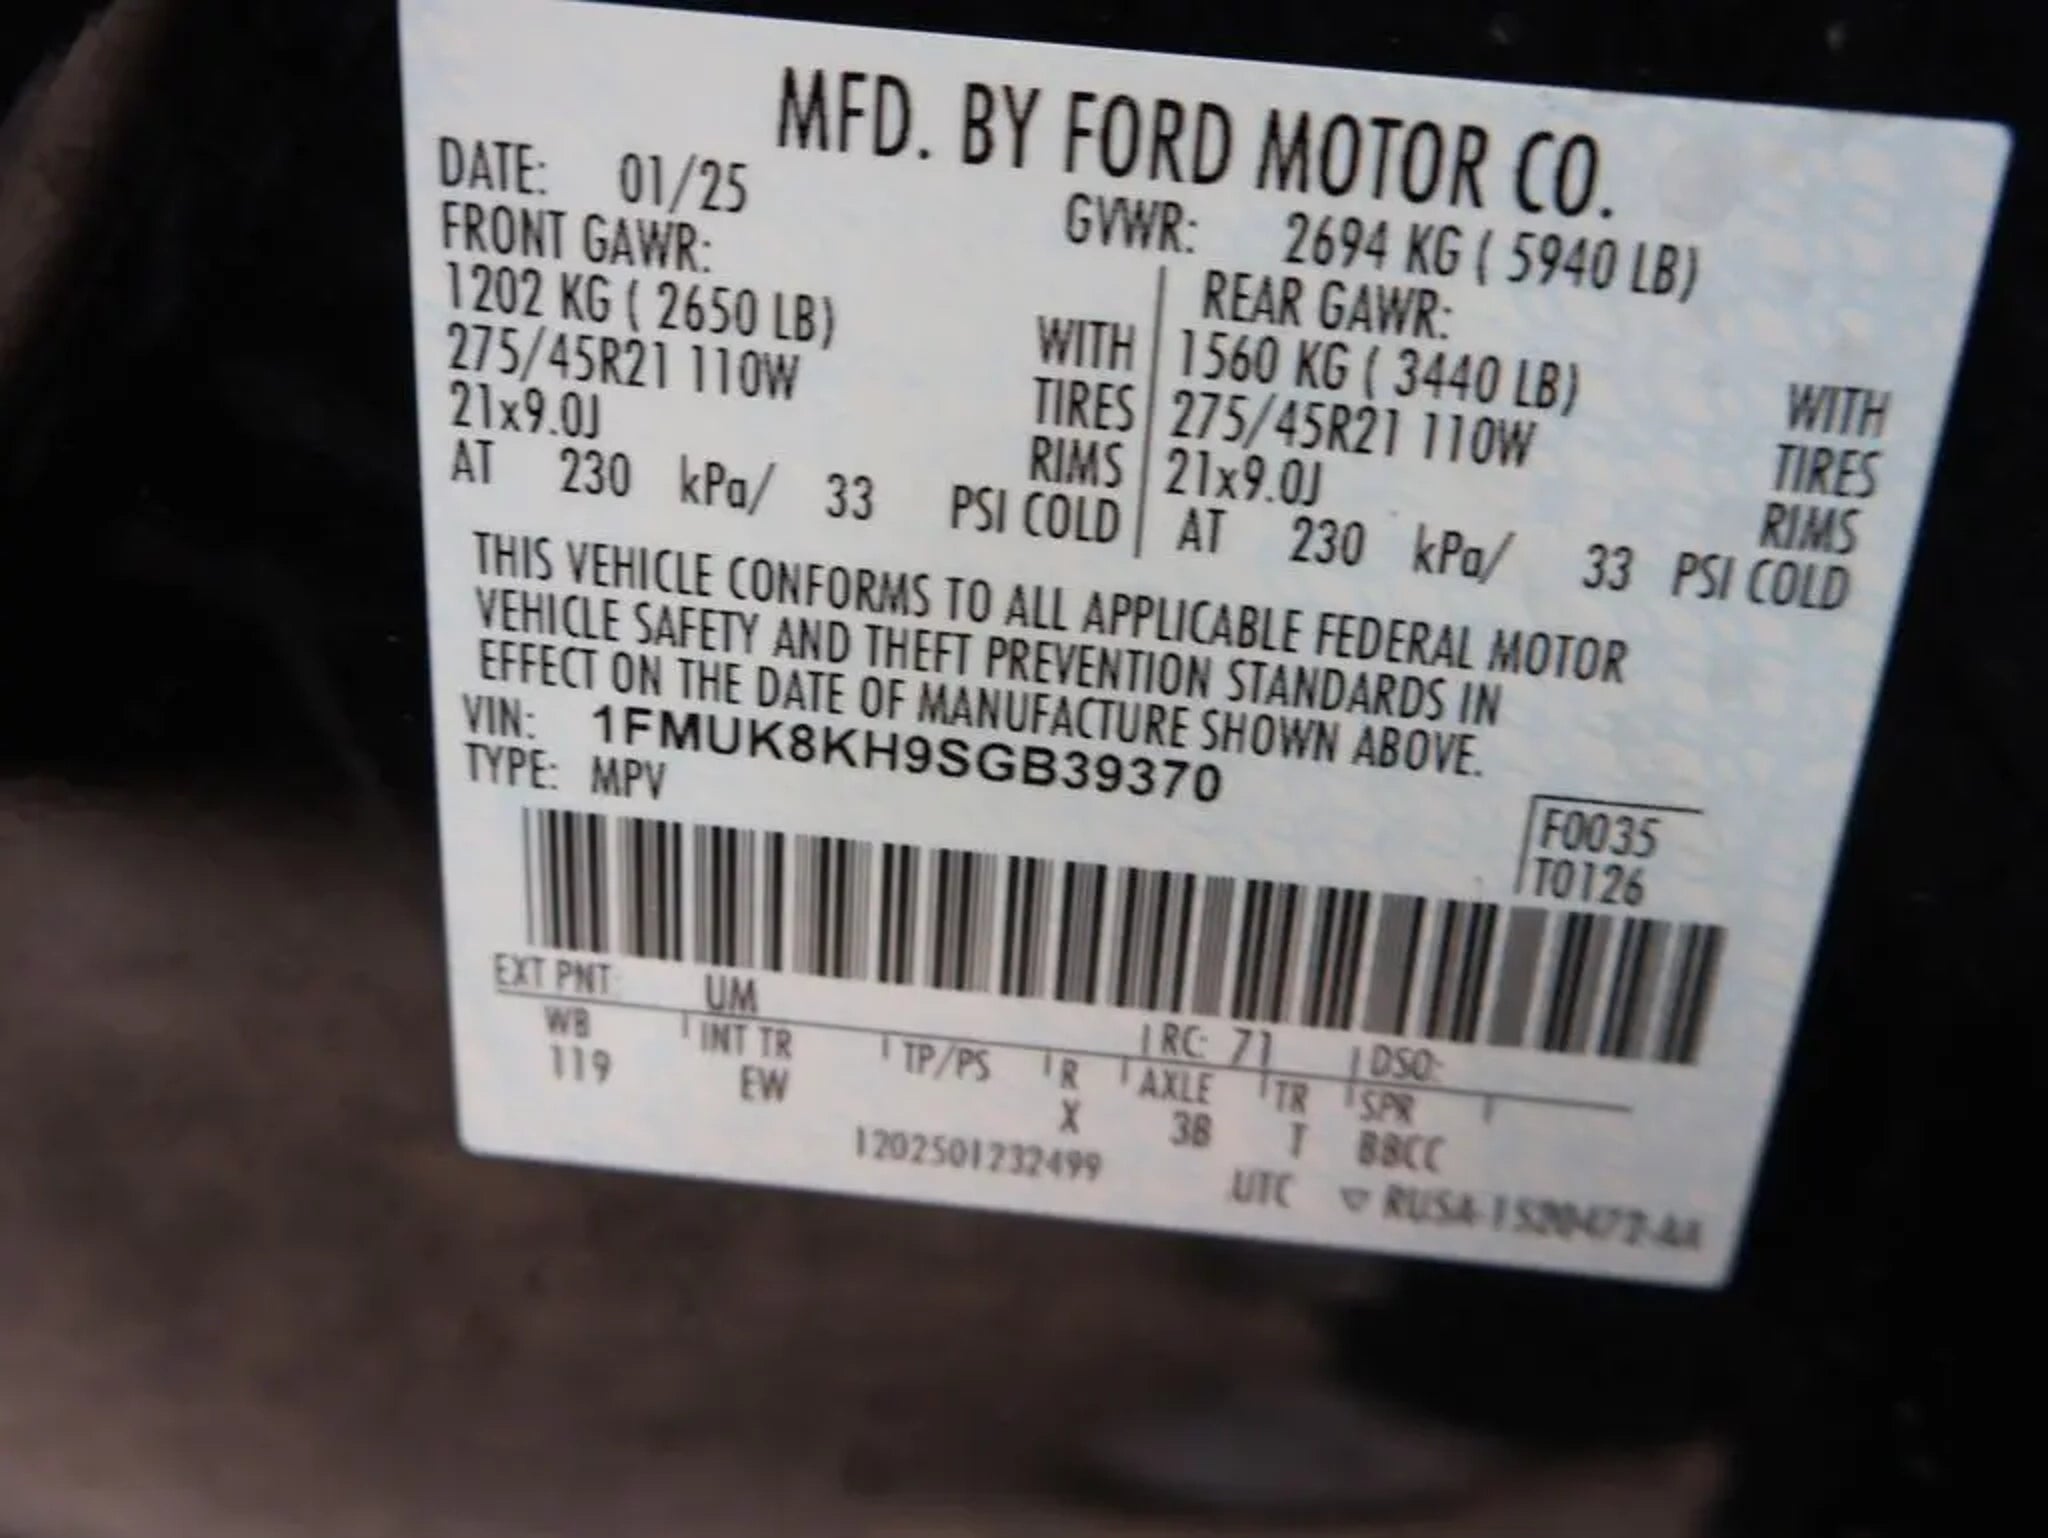 MFD. BY FORD MOTOR CO.
DATE: 01/25
GVWR: 2694 KG ( 5940 LB)
FRONT GAWR:
1202 KG ( 2650 LB) WITH
275/45R21 110W TIRES
21x9.0J RIMS
AT 230 kPa/ 33 PSI COLD
REAR GAWR:
1560 KG ( 3440 LB) WITH
275/45R21 110W TIRES
21x9.0J RIMS
AT 230 kPa/ 33 PSI COLD
THIS VEHICLE CONFORMS TO ALL APPLICABLE FEDERAL MOTOR
VEHICLE SAFETY AND THEFT PREVENTION STANDARDS IN
EFFECT ON THE DATE OF MANUFACTURE SHOWN ABOVE.
VIN: 1FMUK8KH9SGB39370
TYPE: MPV
F0035
T0126
EXT PNT: UM RC: 71 DSO:
WB INT TR TP/PS R AXLE TR SPR
119 EW X 3B T BBCC
1202501232499
UTC